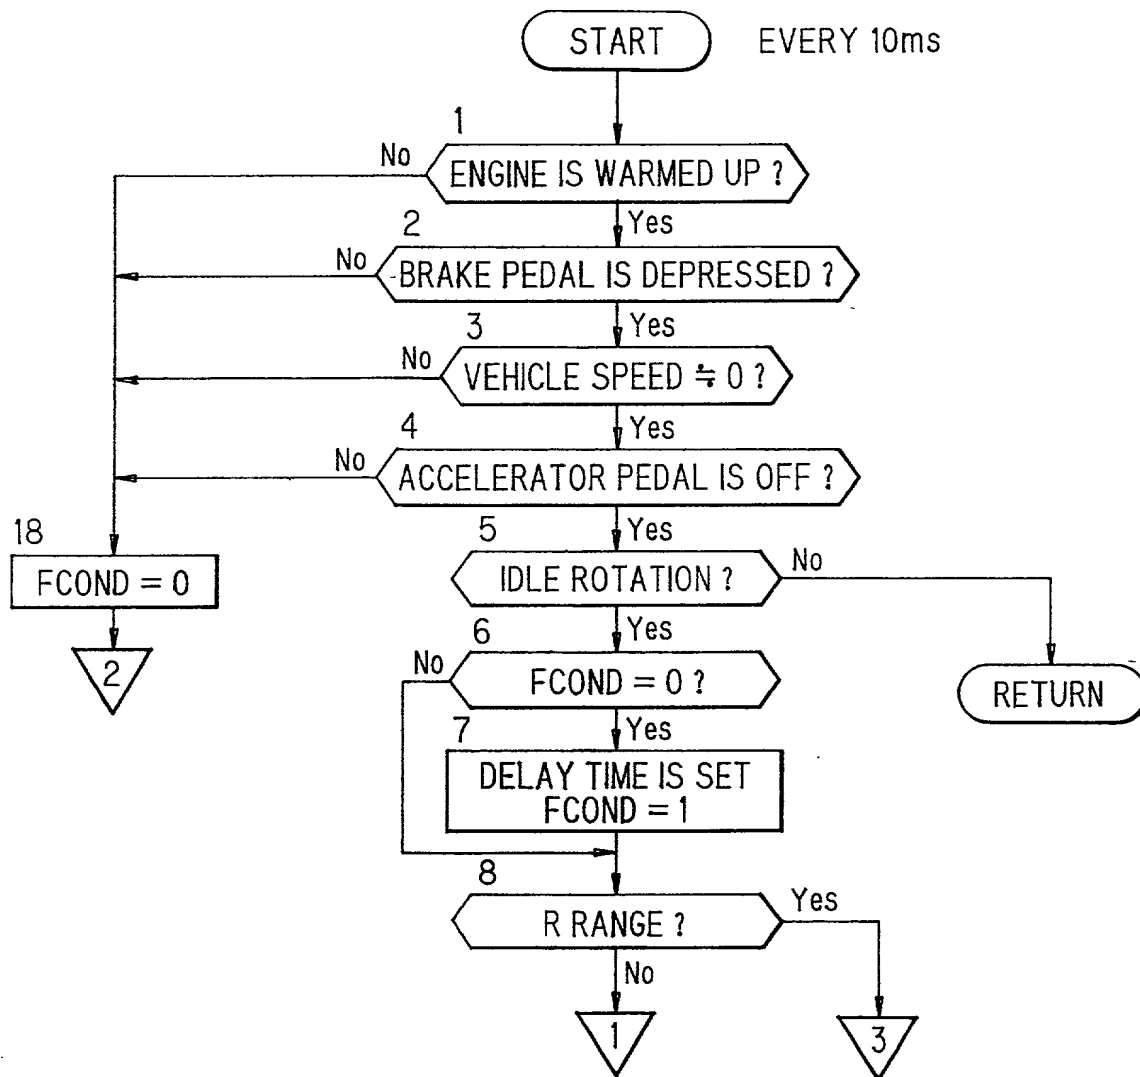 START
EVERY 10ms
1
No
ENGINE IS WARMED UP ?
Yes
2
No
BRAKE PEDAL IS DEPRESSED ?
Yes
3
No
VEHICLE SPEED ≒ 0 ?
Yes
4
No
ACCELERATOR PEDAL IS OFF ?
Yes
18
FCOND = 0
2
5
IDLE ROTATION ?
No
Yes
RETURN
6
No
FCOND = 0 ?
Yes
7
DELAY TIME IS SET
FCOND = 1
8
R RANGE ?
Yes
No
1
3